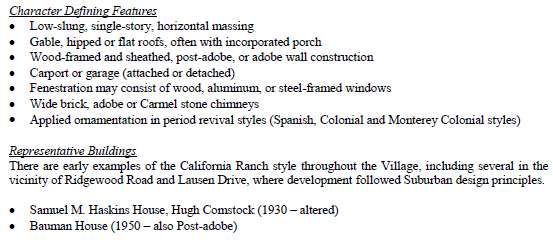 Character Defining Features
• Low-slung, single-story, horizontal massing
• Gable, hipped or flat roofs, often with incorporated porch
• Wood-framed and sheathed, post-adobe, or adobe wall construction
• Carport or garage (attached or detached)
• Fenestration may consist of wood, aluminum, or steel-framed windows
• Wide brick, adobe or Carmel stone chimneys
• Applied ornamentation in period revival styles (Spanish, Colonial and Monterey Colonial styles)
Representative Buildings
There are early examples of the California Ranch style throughout the Village, including several in the
vicinity of Ridgewood Road and Lausen Drive, where development followed Suburban design principles.
• Samuel M. Haskins House, Hugh Comstock (1930 – altered)
• Bauman House (1950 – also Post-adobe)